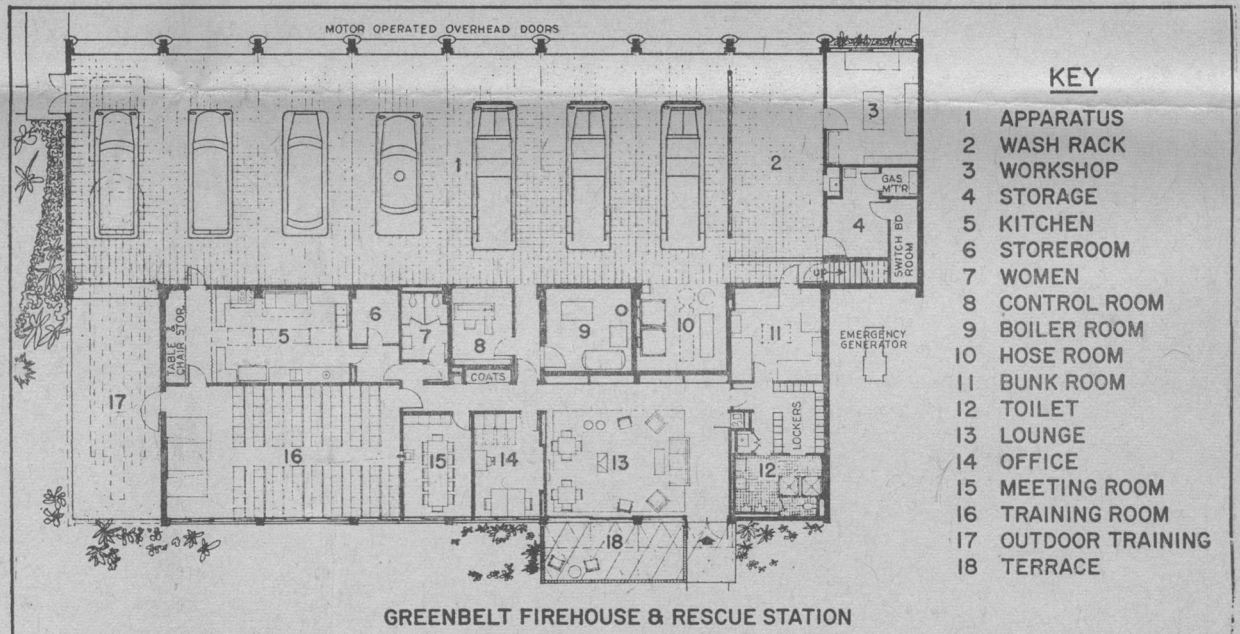 MOTOR OPERATED OVERHEAD DOORS
1
2
3
GAS
M'T'R
4
SWITCH BD
ROOM
UP
TABLE &
CHAIR STOR.
5
6
7
8
COATS
9
10
11
EMERGENCY
GENERATOR
LOCKERS
17
16
15
14
13
12
18
KEY
1 APPARATUS
2 WASH RACK
3 WORKSHOP
4 STORAGE
5 KITCHEN
6 STOREROOM
7 WOMEN
8 CONTROL ROOM
9 BOILER ROOM
10 HOSE ROOM
11 BUNK ROOM
12 TOILET
13 LOUNGE
14 OFFICE
15 MEETING ROOM
16 TRAINING ROOM
17 OUTDOOR TRAINING
18 TERRACE
GREENBELT FIREHOUSE & RESCUE STATION